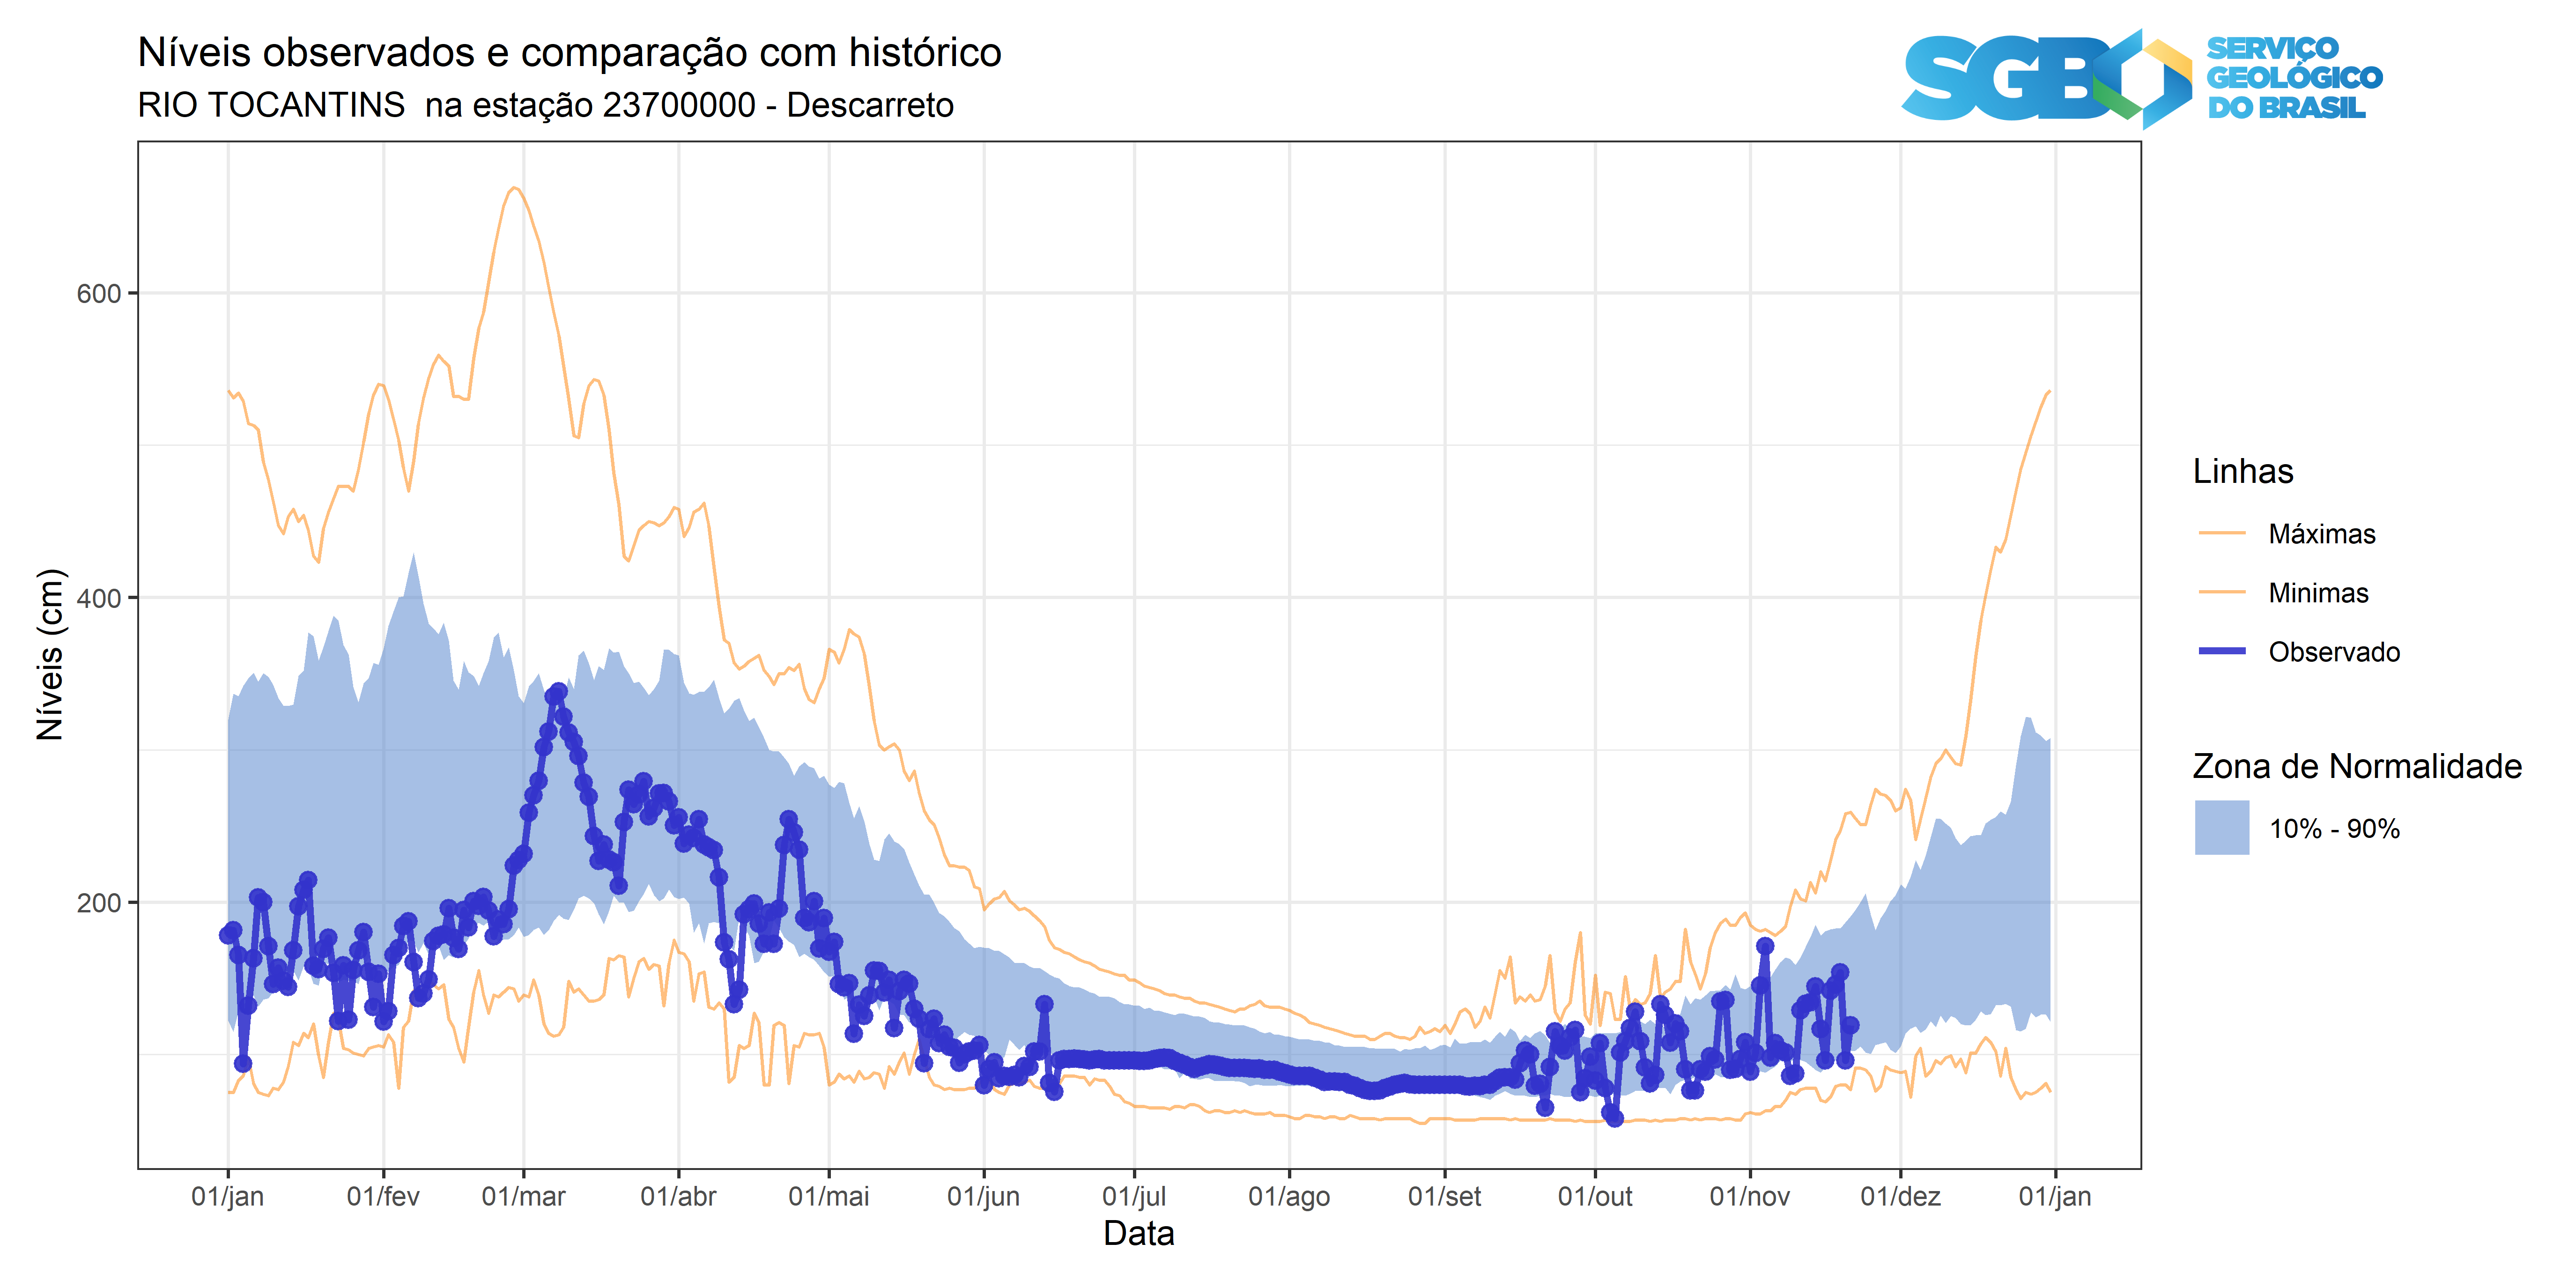 Níveis observados e comparação com histórico
RIO TOCANTINS  na estação 23700000 - Descarreto
SGB
SERVIÇO
GEOLÓGICO
DO BRASIL
Níveis (cm)
600
400
200
01/jan
01/fev
01/mar
01/abr
01/mai
01/jun
01/jul
01/ago
01/set
01/out
01/nov
01/dez
01/jan
Data
Linhas
Máximas
Minimas
Observado
Zona de Normalidade
10% - 90%